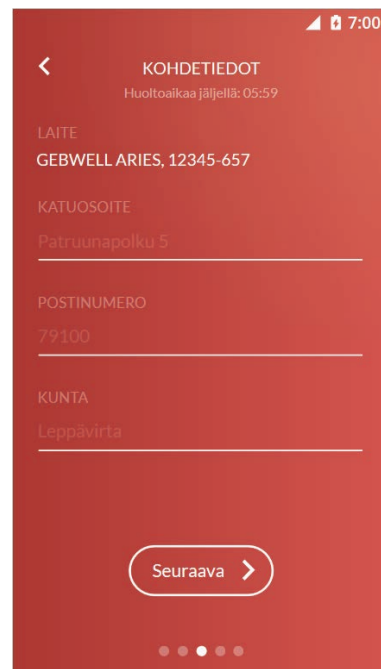 7:00
KOHDETIEDOT
Huoltoaikaa jäljellä: 05:59
LAITE
GEBWELL ARIES, 12345-657
KATUOSOITE
Patruunapolku 5
POSTINUMERO
79100
KUNTA
Leppävirta
Seuraava